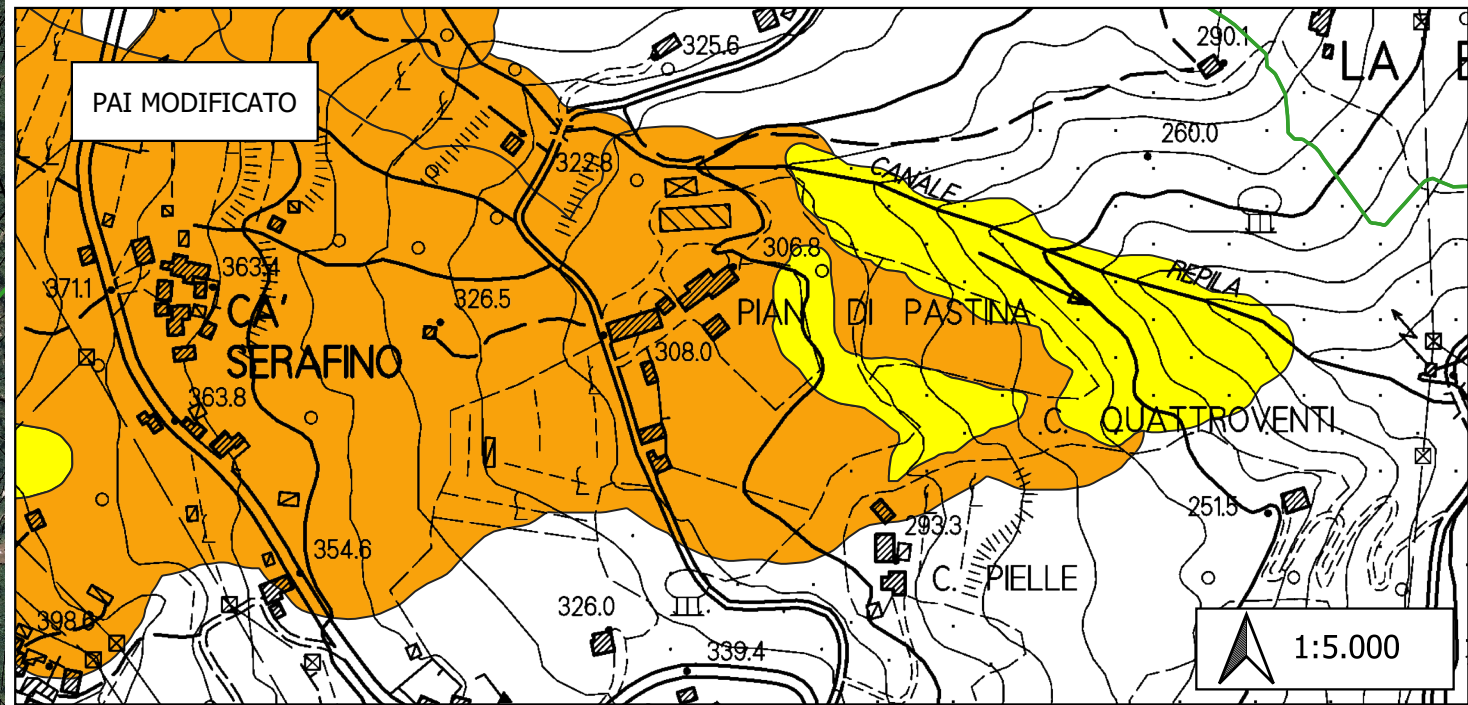 325.6
290.1
LA
PAI MODIFICATO
260.0
322.8
CANALE
306.8
363.4
REPILA
371.1
326.5
CA'
PIAN DI PASTINA
SERAFINO
308.0
363.8
C. QUATTROVENTI
251.5
293.3
354.6
C. PIELLE
326.0
398.6
339.4
1:5.000